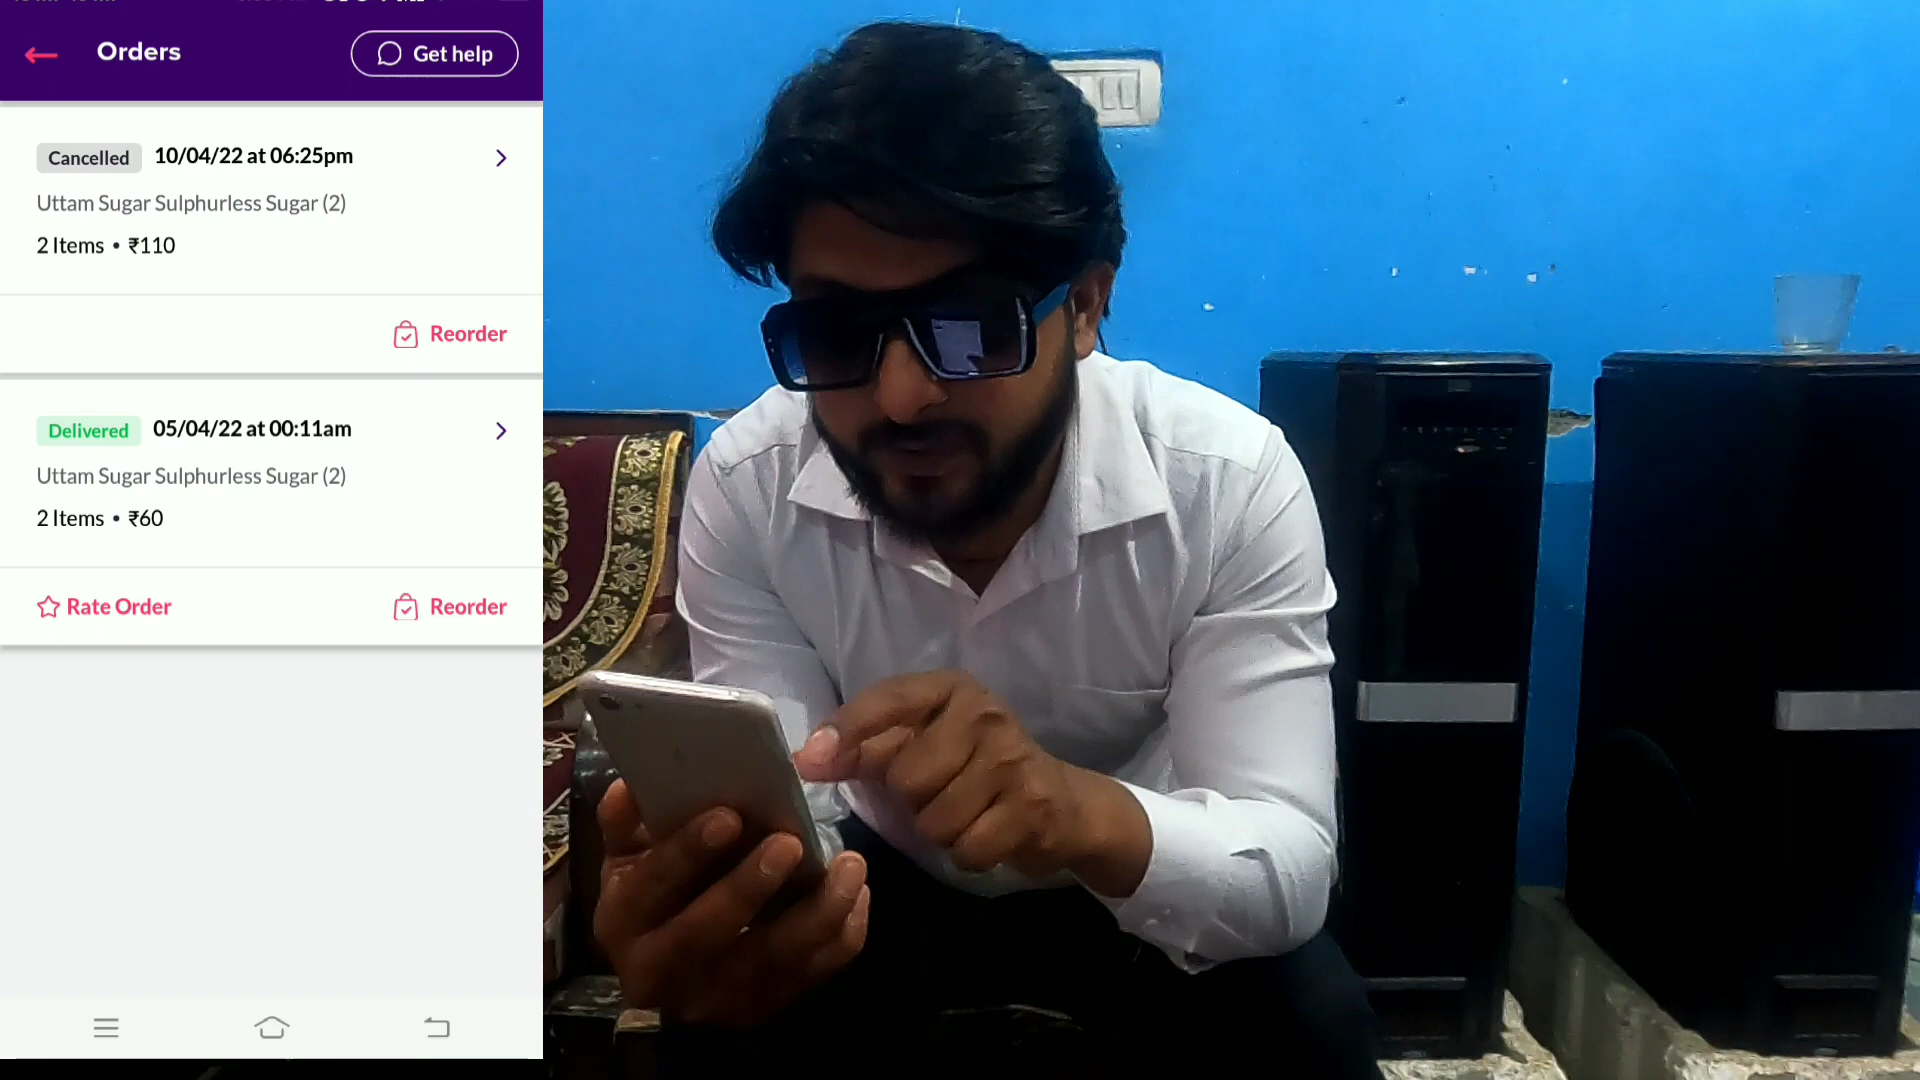 Orders
Get help
Cancelled 10/04/22 at 06:25pm
Uttam Sugar Sulphurless Sugar (2)
2 Items • ₹110
Reorder
Delivered 05/04/22 at 00:11am
Uttam Sugar Sulphurless Sugar (2)
2 Items • ₹60
Rate Order
Reorder